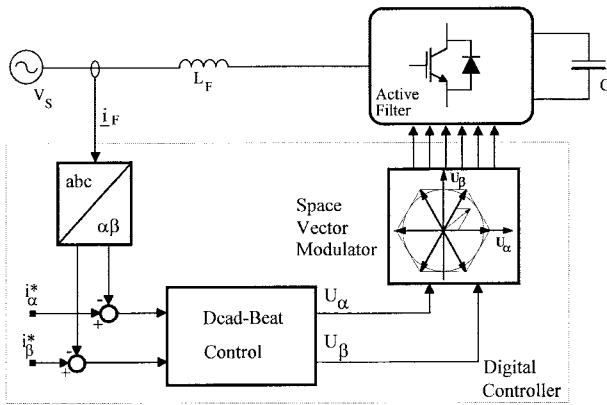 V_S
L_F
Active
Filter
C
i_F
abc
αβ
Space
Vector
Modulator
U_β
U_α
i*_α
-
+
i*_β
-
+
Dead-Beat
Control
U_α
U_β
Digital
Controller